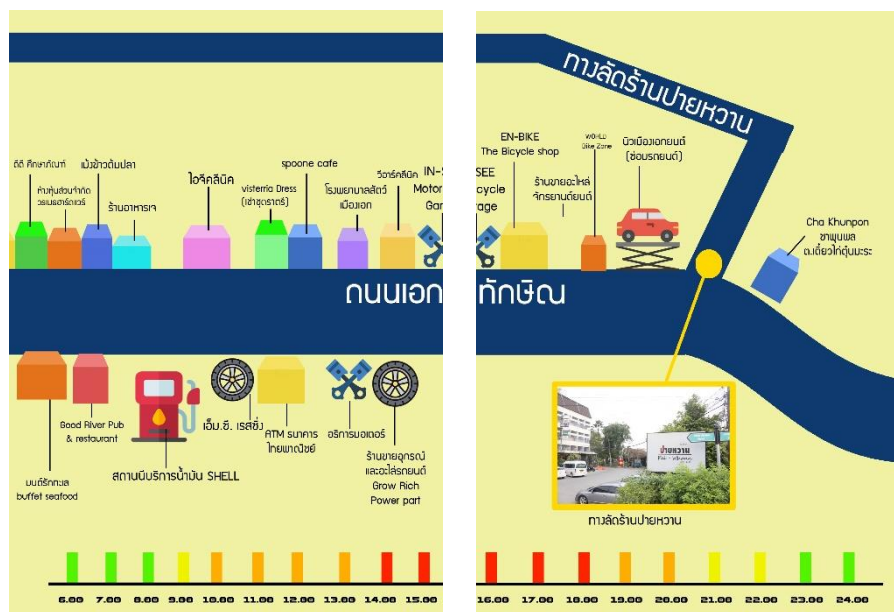 ดีดี ศึกษาภัณฑ์
เม้งข้าวต้มปลา
ห้างหุ้นส่วนจำกัด
วรเมธฮาร์ดแวร์
ร้านอาหารเจ
ไอจีคลีนิค
visterria Dress
(เช่าชุดราตรี)
spoone cafe
โรงพยาบาลสัตว์
เมืองเอก
วีอาร์คลีนิค
IN-S
Motor
Gar
ถนนเอก
Good River Pub
& restaurant
มนต์รักทะเล
buffet seafood
สถานนีบริการน้ำมัน SHELL
เอ็ม.ซี. เรสซิ่ง
ATM ธนาคาร
ไทยพาณิชย์
อริการมอเตอร์
ร้านขายอุกรณ์
และอะไล่รถยนต์
Grow Rich
Power part
6.00 7.00 8.00 9.00 10.00 11.00 12.00 13.00 14.00 15.00
ทางลัดร้านปายหวาน
SEE
cycle
age
EN-BIKE
The Bicycle shop
ร้านขายอะไหล่
จักรยานต์ยนต์
WORLD
Bike Zone
นิวเมืองเอกยนต์
(ซ่อมรถยนต์)
Cha Khunpon
ชาพุนพล
ต.เตี๋ยวไก่ตุ๋นมะระ
ทักษิณ
ปายหวาน
ทางลัดร้านปายหวาน
16.00 17.00 18.00 19.00 20.00 21.00 22.00 23.00 24.00